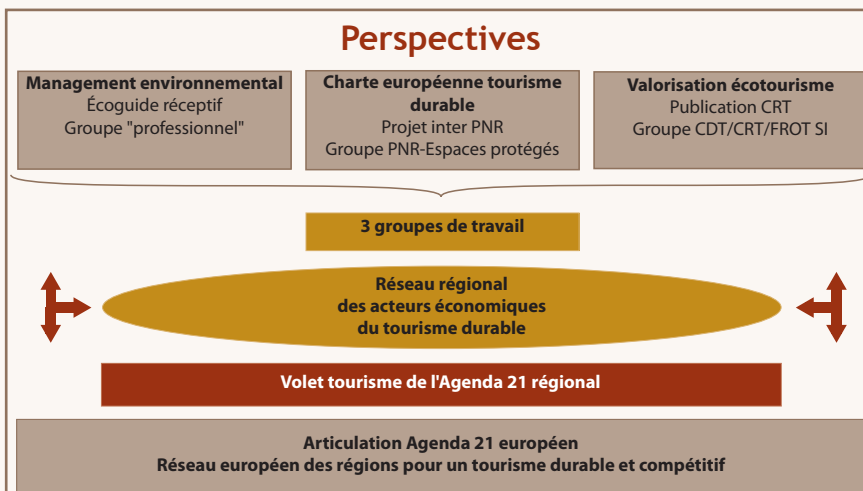 Perspectives
Management environnemental
Écoguide réceptif
Groupe "professionnel"
Charte européenne tourisme
durable
Projet inter PNR
Groupe PNR-Espaces protégés
Valorisation écotourisme
Publication CRT
Groupe CDT/CRT/FROT SI
3 groupes de travail
Réseau régional
des acteurs économiques
du tourisme durable
Volet tourisme de l'Agenda 21 régional
Articulation Agenda 21 européen
Réseau européen des régions pour un tourisme durable et compétitif